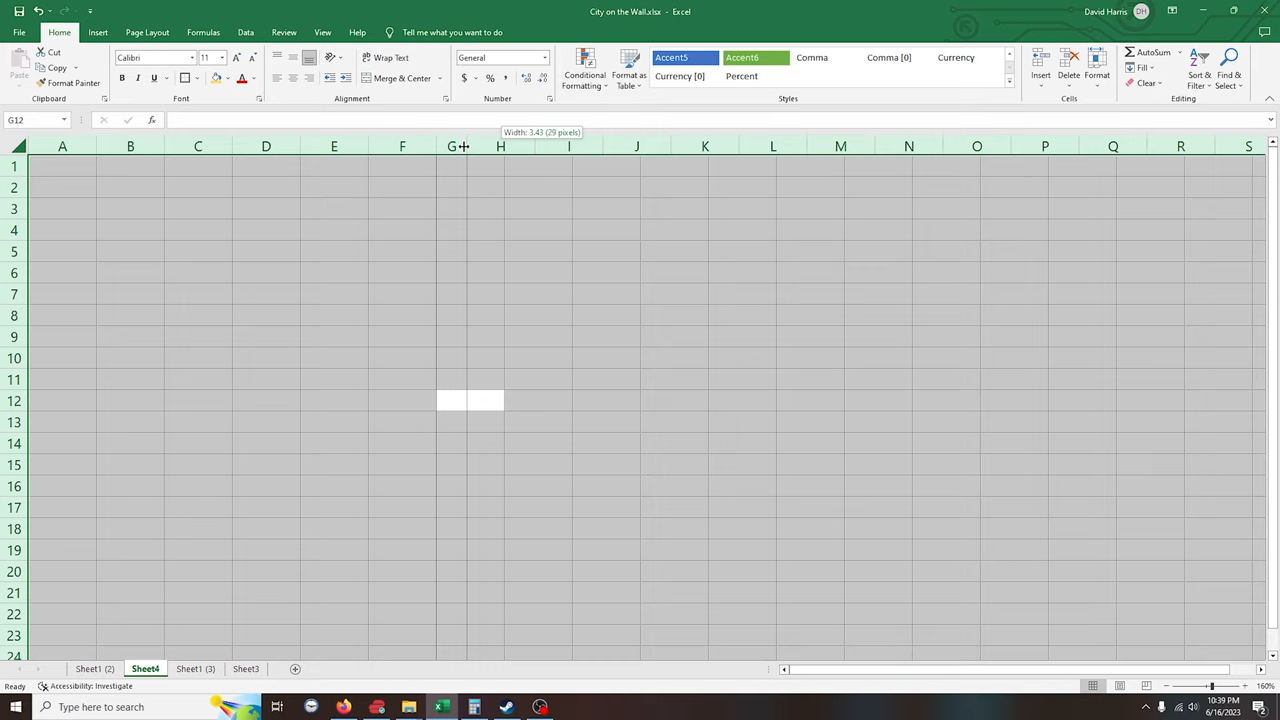 City on the Wall.xlsx - Excel
David Harris DH
File Home Insert Page Layout Formulas Data Review View Help Tell me what you want to do
Paste
Cut
Copy
Format Painter
Clipboard
Calibri 11
B I U
Font
Wrap Text
Merge & Center
Alignment
General
$ % ,
Number
Conditional Formatting
Format as Table
Accent5 Accent6 Comma Comma [0] Currency
Currency [0] Percent
Styles
Insert Delete Format
Cells
AutoSum
Fill
Clear
Sort & Filter
Find & Select
Editing
G12 fx
Width: 3.43 (29 pixels)
A B C D E F G H I J K L M N O P Q R S
1
2
3
4
5
6
7
8
9
10
11
12
13
14
15
16
17
18
19
20
21
22
23
24
Sheet1 (2) Sheet4 Sheet1 (3) Sheet3
Ready Accessibility: Investigate 160%
Type here to search
10:39 PM
6/16/2023